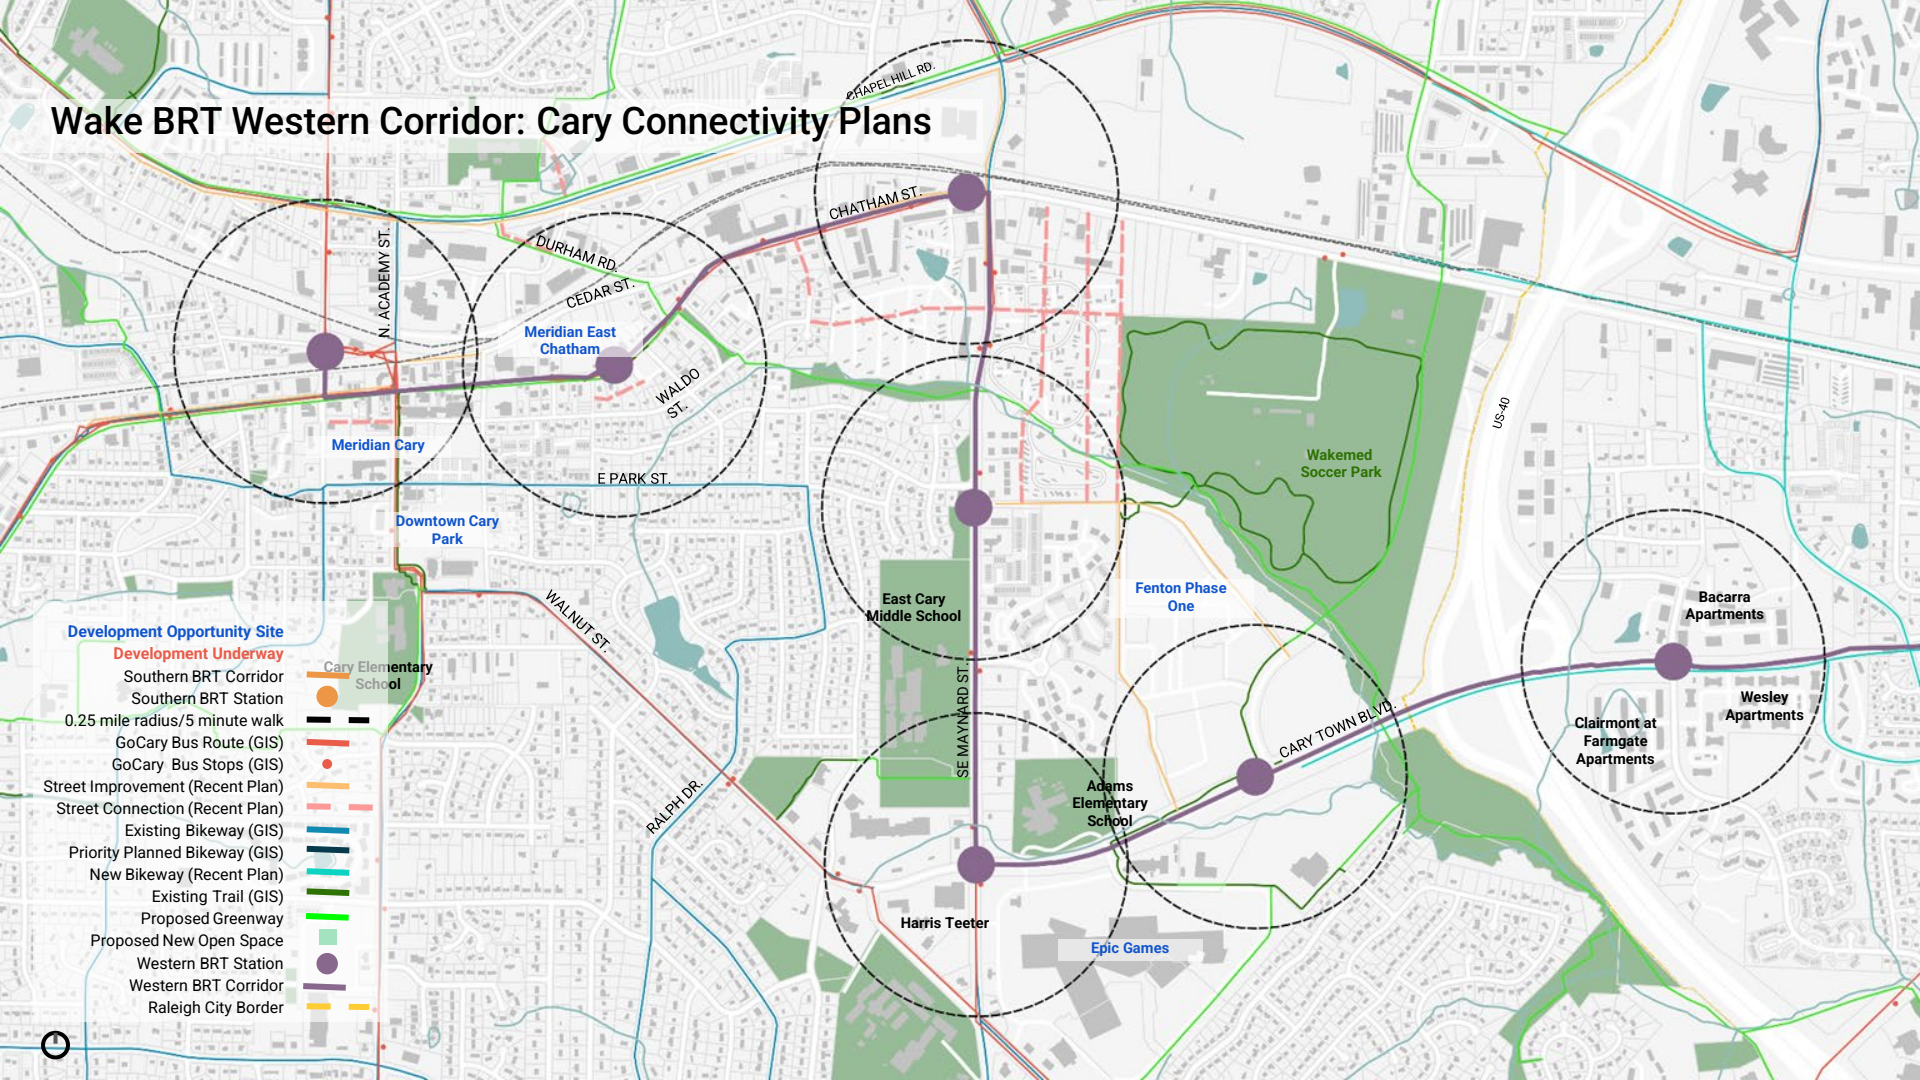 CHAPEL HILL RD.
Wake BRT Western Corridor: Cary Connectivity Plans
CHATHAM ST.
N. ACADEMY ST.
DURHAM RD.
CEDAR ST.
Meridian East
Chatham
WALDO
ST.
US-40
Meridian Cary
Wakemed
Soccer Park
E PARK ST.
Downtown Cary
Park
Fenton Phase
One
East Cary
Middle School
Bacarra
Apartments
WALNUT ST.
Cary Elementary
School
SE MAYNARD ST.
Wesley
Apartments
CARY TOWN BLVD.
Clairmont at
Farmgate
Apartments
RALPH DR.
Adams
Elementary
School
Harris Teeter
Epic Games
Development Opportunity Site
Development Underway
Southern BRT Corridor
Southern BRT Station
0.25 mile radius/5 minute walk
GoCary Bus Route (GIS)
GoCary Bus Stops (GIS)
Street Improvement (Recent Plan)
Street Connection (Recent Plan)
Existing Bikeway (GIS)
Priority Planned Bikeway (GIS)
New Bikeway (Recent Plan)
Existing Trail (GIS)
Proposed Greenway
Proposed New Open Space
Western BRT Station
Western BRT Corridor
Raleigh City Border